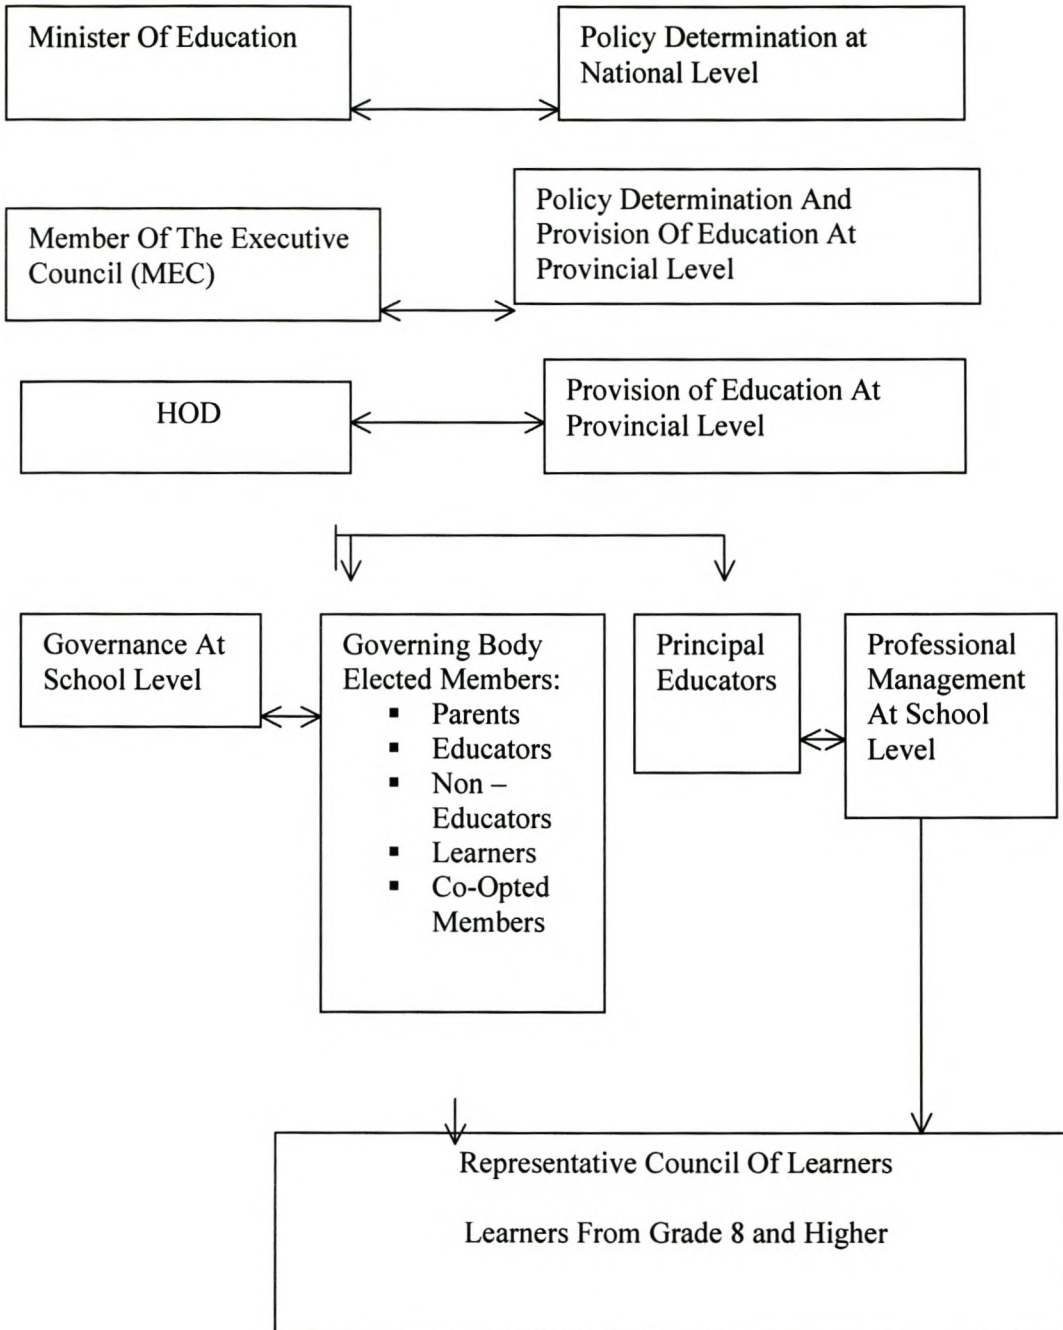 Minister Of Education
Policy Determination at
National Level
Member Of The Executive
Council (MEC)
Policy Determination And
Provision Of Education At
Provincial Level
HOD
Provision of Education At
Provincial Level
Governance At
School Level
Governing Body
Elected Members:
▪ Parents
▪ Educators
▪ Non –
Educators
▪ Learners
▪ Co-Opted
Members
Principal
Educators
Professional
Management
At School
Level
Representative Council Of Learners
Learners From Grade 8 and Higher